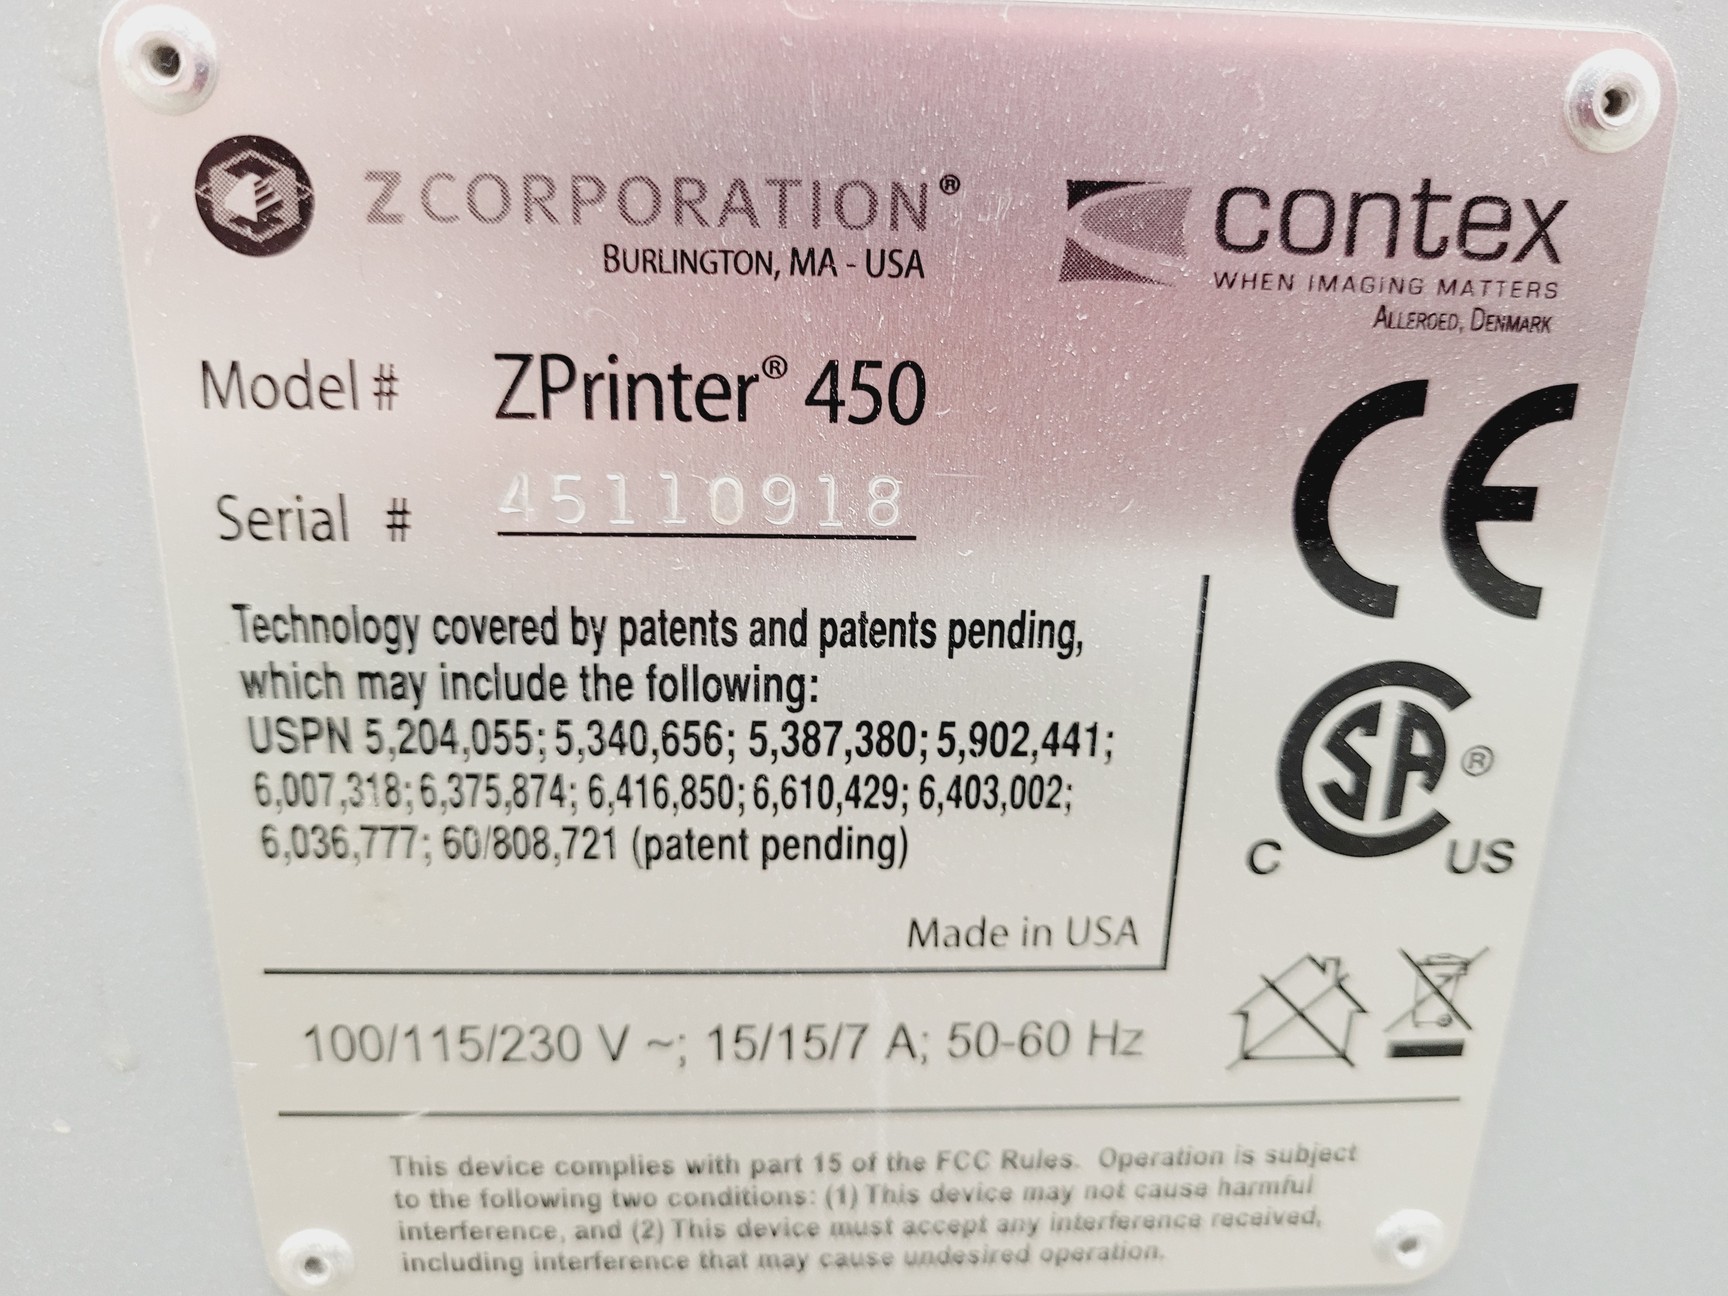 Z CORPORATION®
BURLINGTON, MA - USA
contex
WHEN IMAGING MATTERS
ALLEROED, DENMARK
Model # ZPrinter® 450
Serial # 45110918
CE
Technology covered by patents and patents pending,
which may include the following:
USPN 5,204,055; 5,340,656; 5,387,380; 5,902,441;
6,007,318; 6,375,874; 6,416,850; 6,610,429; 6,403,002;
6,036,777; 60/808,721 (patent pending)
Made in USA
C SA ® C US
100/115/230 V ~; 15/15/7 A; 50-60 Hz
This device complies with part 15 of the FCC Rules. Operation is subject
to the following two conditions: (1) This device may not cause harmful
interference, and (2) This device must accept any interference received,
including interference that may cause undesired operation.